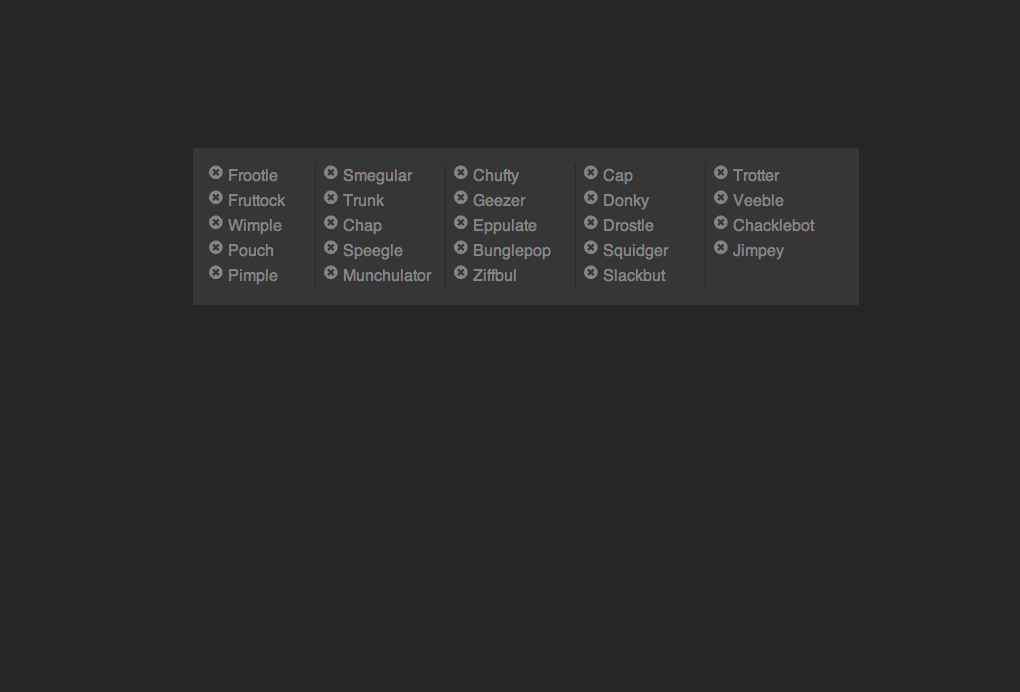 Frootle
Fruttock
Wimple
Pouch
Pimple
Smegular
Trunk
Chap
Speegle
Munchulator
Chufty
Geezer
Eppulate
Bunglepop
Ziffbul
Cap
Donky
Drostle
Squidger
Slackbut
Trotter
Veeble
Chacklebot
Jimpey